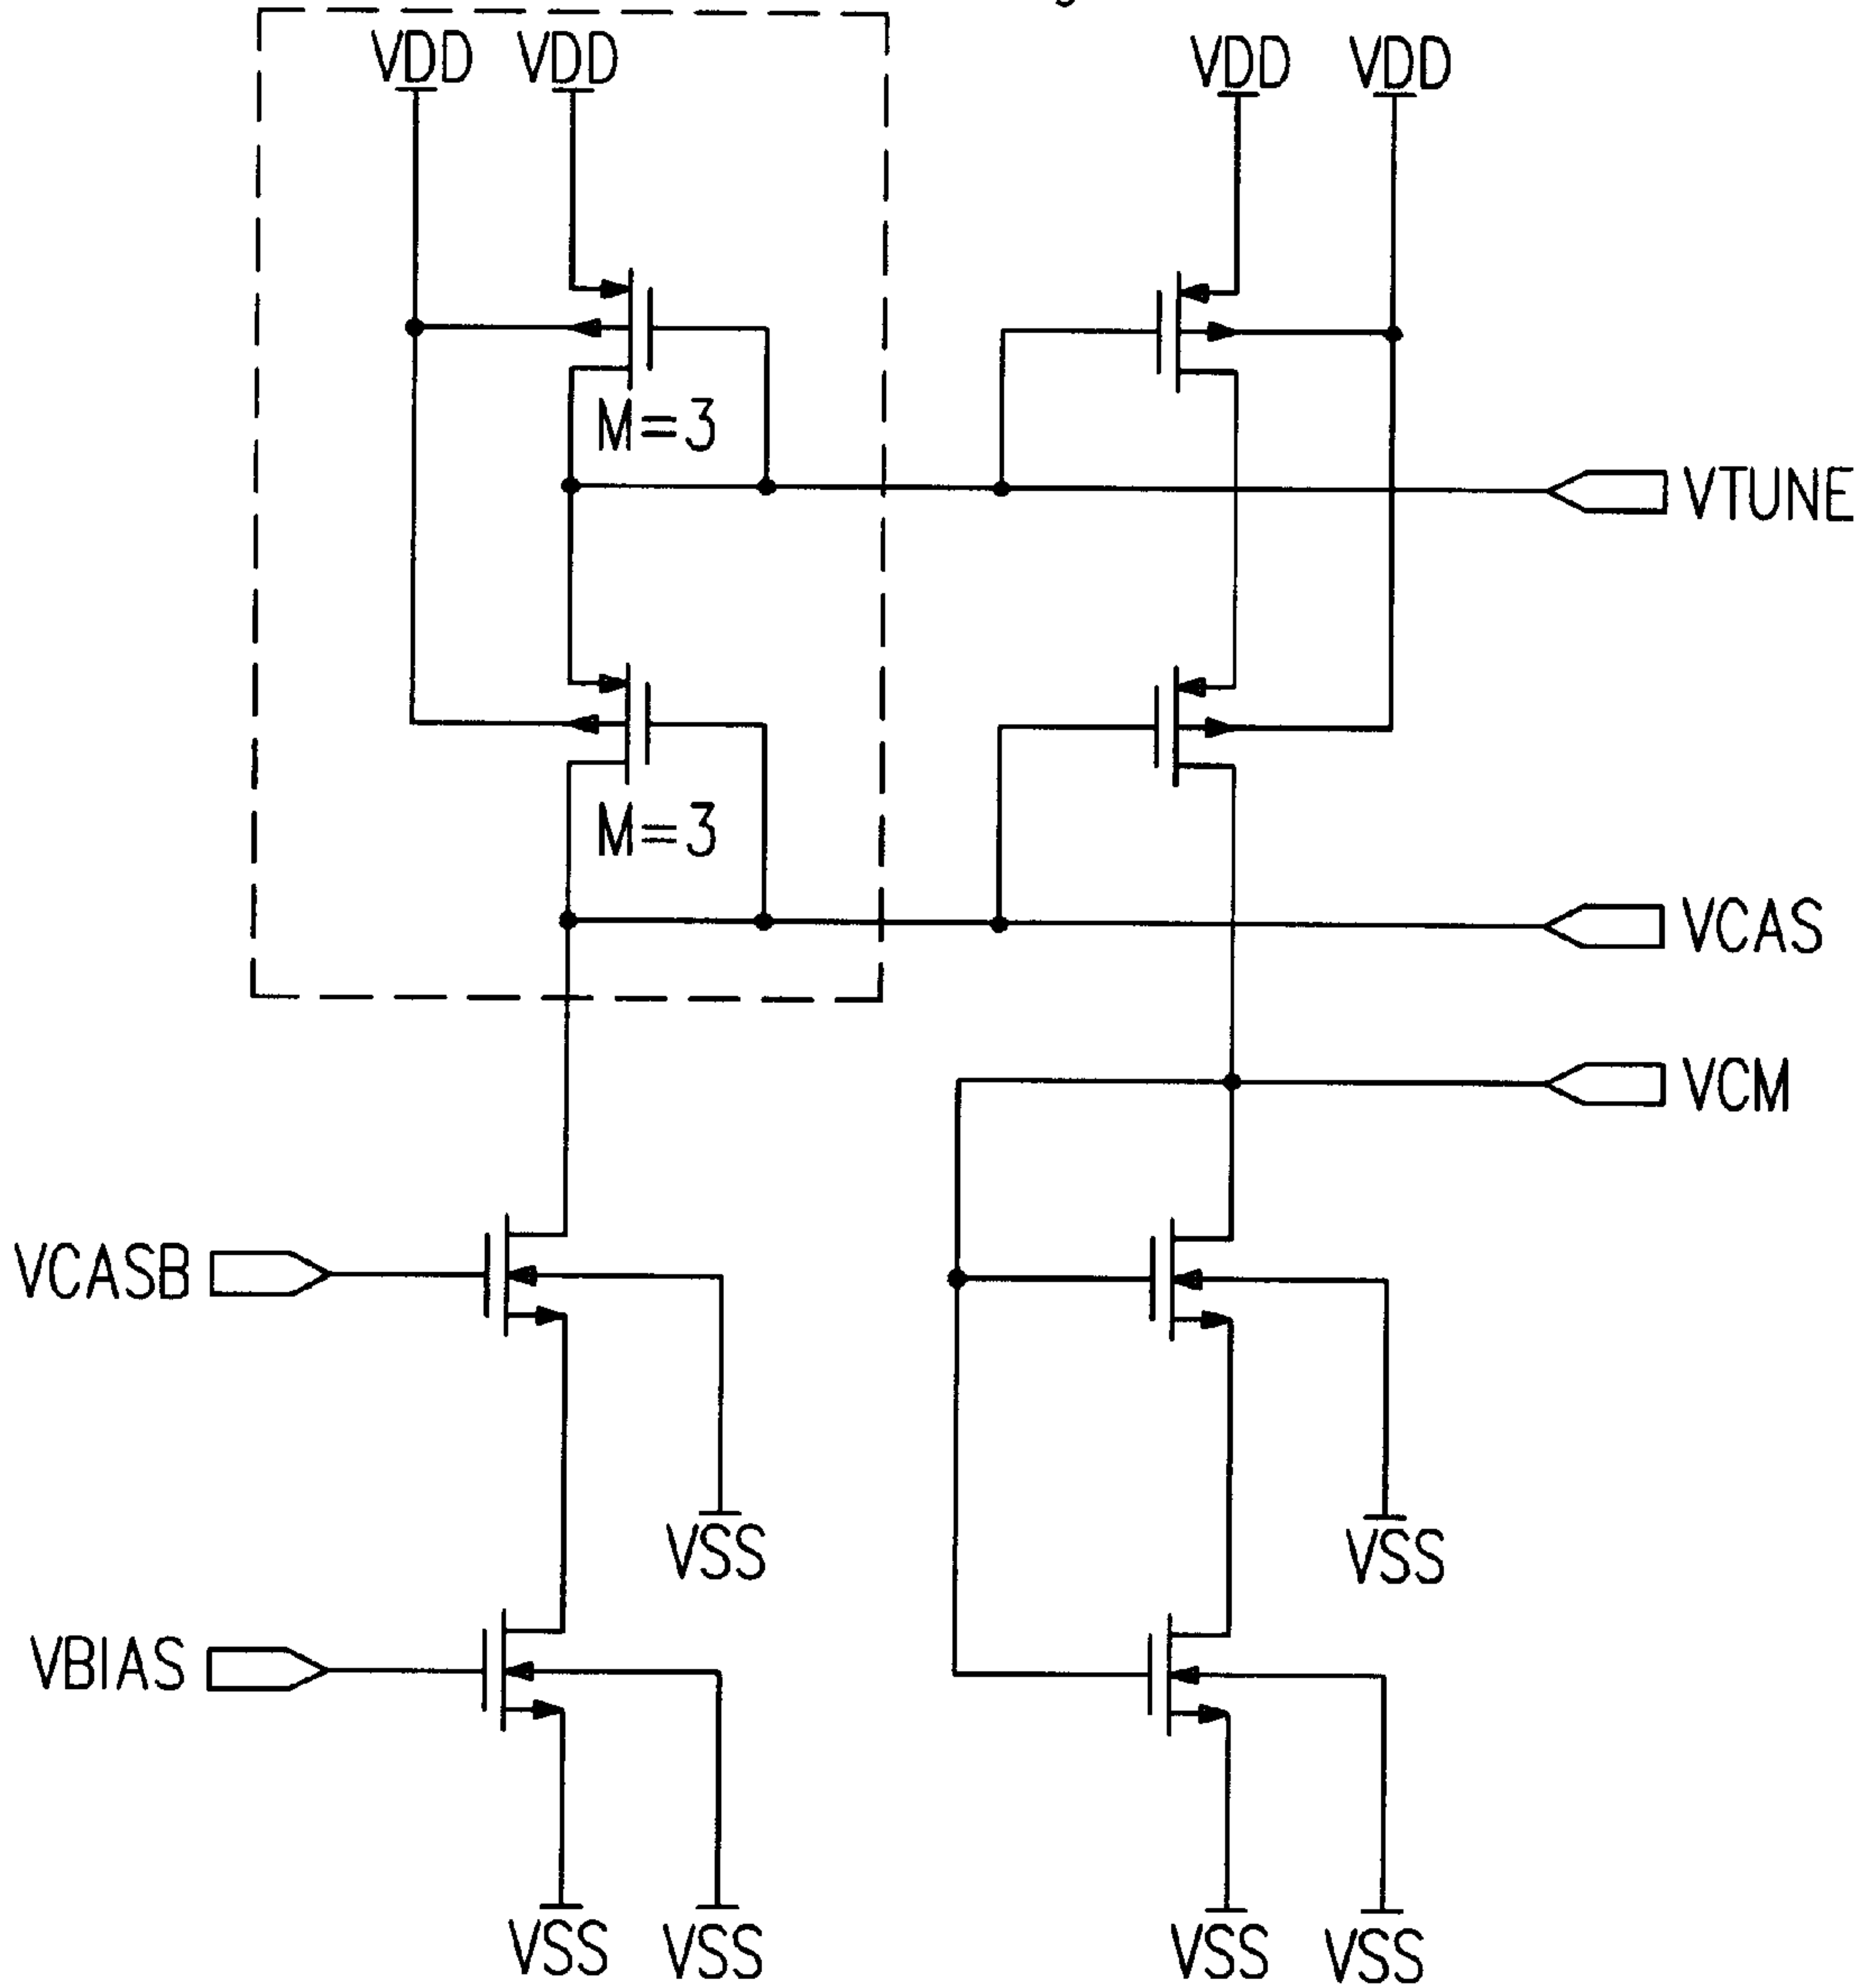 VDD VDD VDD VDD
M=3
VTUNE
M=3
VCAS
VCM
VCASB
VSS VSS
VBIAS
VSS VSS VSS VSS